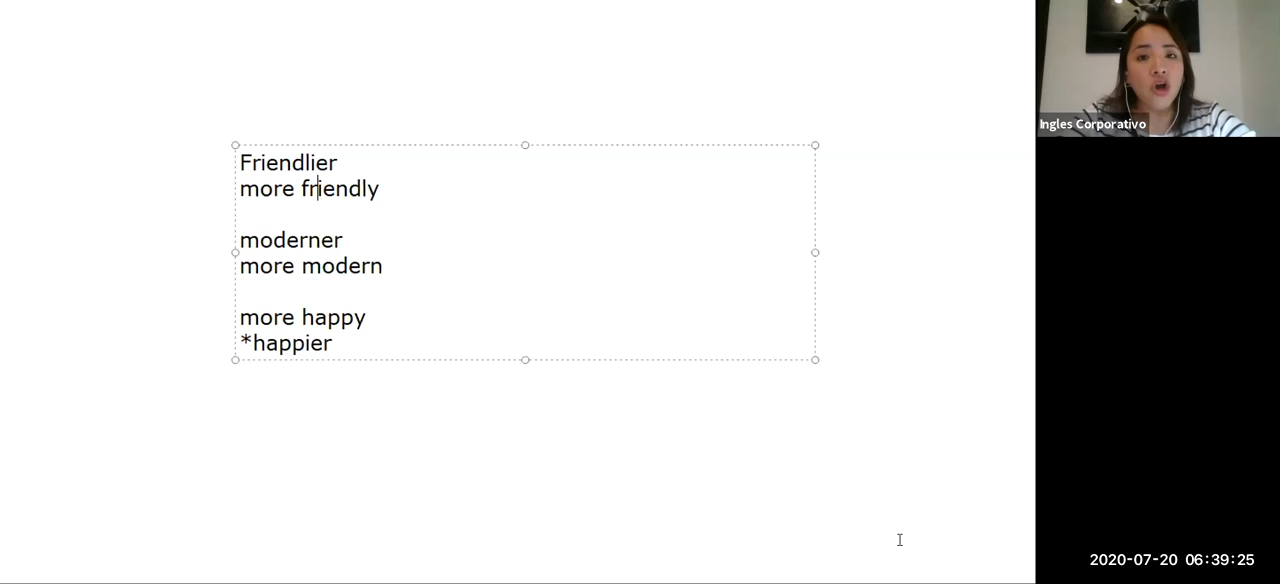 Friendlier
more friendly
moderner
more modern
more happy
*happier
Ingles Corporativo
2020-07-20 06:39:25